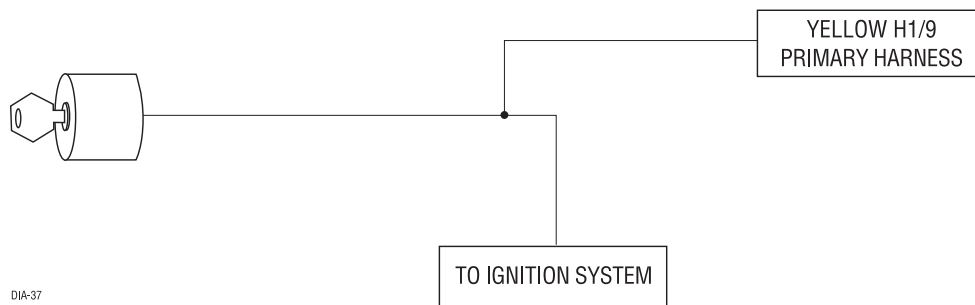 YELLOW H1/9
PRIMARY HARNESS
TO IGNITION SYSTEM
DIA-37